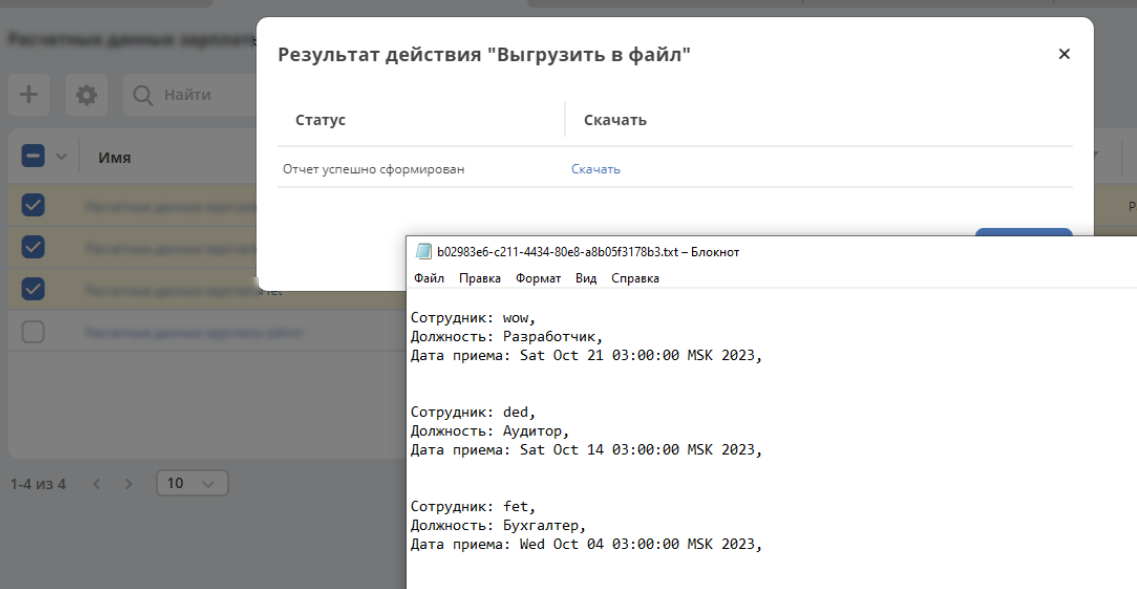 Результат действия "Выгрузить в файл"
Найти
Статус
Скачать
Имя
Отчет успешно сформирован
Скачать
Р
b02983e6-c211-4434-80e8-a8b05f3178b3.txt – Блокнот
Файл Правка Формат Вид Справка
Сотрудник: wow,
Должность: Разработчик,
Дата приема: Sat Oct 21 03:00:00 MSK 2023,
Сотрудник: ded,
Должность: Аудитор,
Дата приема: Sat Oct 14 03:00:00 MSK 2023,
1-4 из 4
10
Сотрудник: fet,
Должность: Бухгалтер,
Дата приема: Wed Oct 04 03:00:00 MSK 2023,